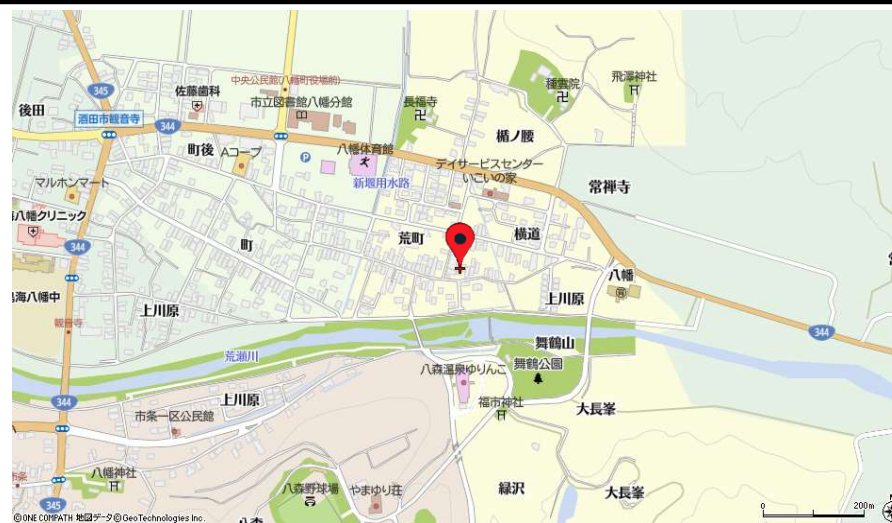 345
後田
佐藤歯科
中央公民館(八幡町役場前)
市立図書館八幡分館
酒田市観音寺
344
町後
Aコープ
八幡体育館
長福寺
種雲院
飛澤神社
楯ノ腰
デイサービスセンター
いこいの家
常禅寺
マルホンマート
八幡クリニック
344
新堰用水路
荒町
横道
町
八幡
海八幡中
上川原
上川原
観音寺
荒瀬川
舞鶴山
344
八森温泉ゆりんこ
舞鶴公園
344
上川原
市条一区公民館
福市神社
大長峯
八幡神社
市条
緑沢
八森野球場
やまゆり荘
大長峯
345
八森
0
200m
©ONE COMPATH 地図データ©GeoTechnologies Inc.